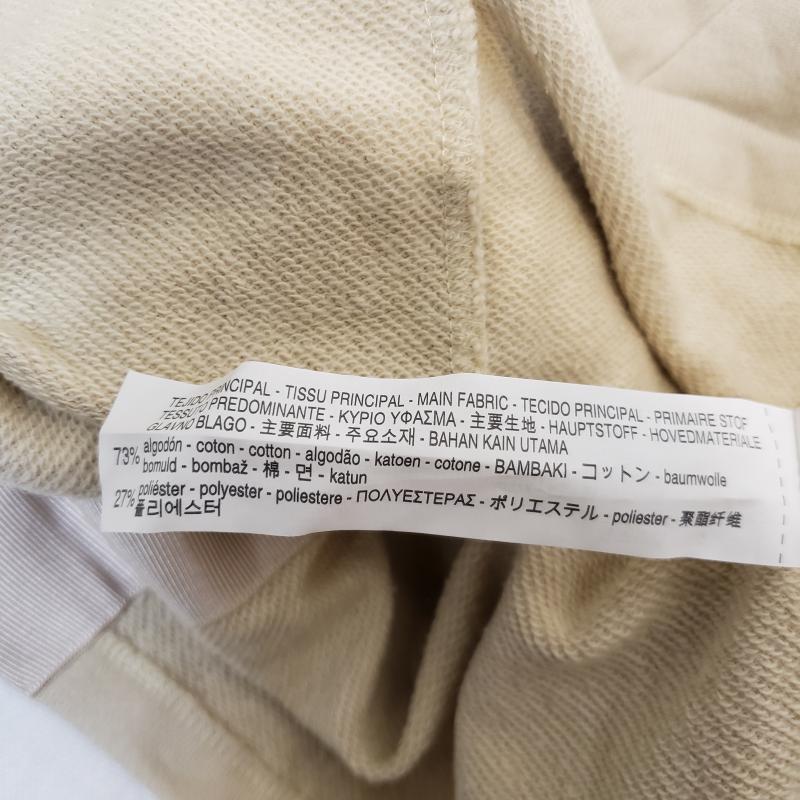 TEJIDO PRINCIPAL - TISSU PRINCIPAL - MAIN FABRIC - TECIDO PRINCIPAL - PRIMAIRE STOF
TESSUTO PREDOMINANTE - ΚΥΡΙΟ ΥΦΑΣΜΑ - 主要生地 - HAUPTSTOFF - HOVEDMATERIALE
GLAVNO BLAGO - 主要面料 - 주요소재 - BAHAN KAIN UTAMA
73% algodón - coton - cotton - algodão - katoen - cotone - ΒΑΜΒΑΚΙ - コットン - baumwolle
bomuld - bombaž - 棉 - 면 - katun
27% poliéster - polyester - poliestere - ΠΟΛΥΕΣΤΕΡΑΣ - ポリエステル - poliester - 聚酯纤维
폴리에스터